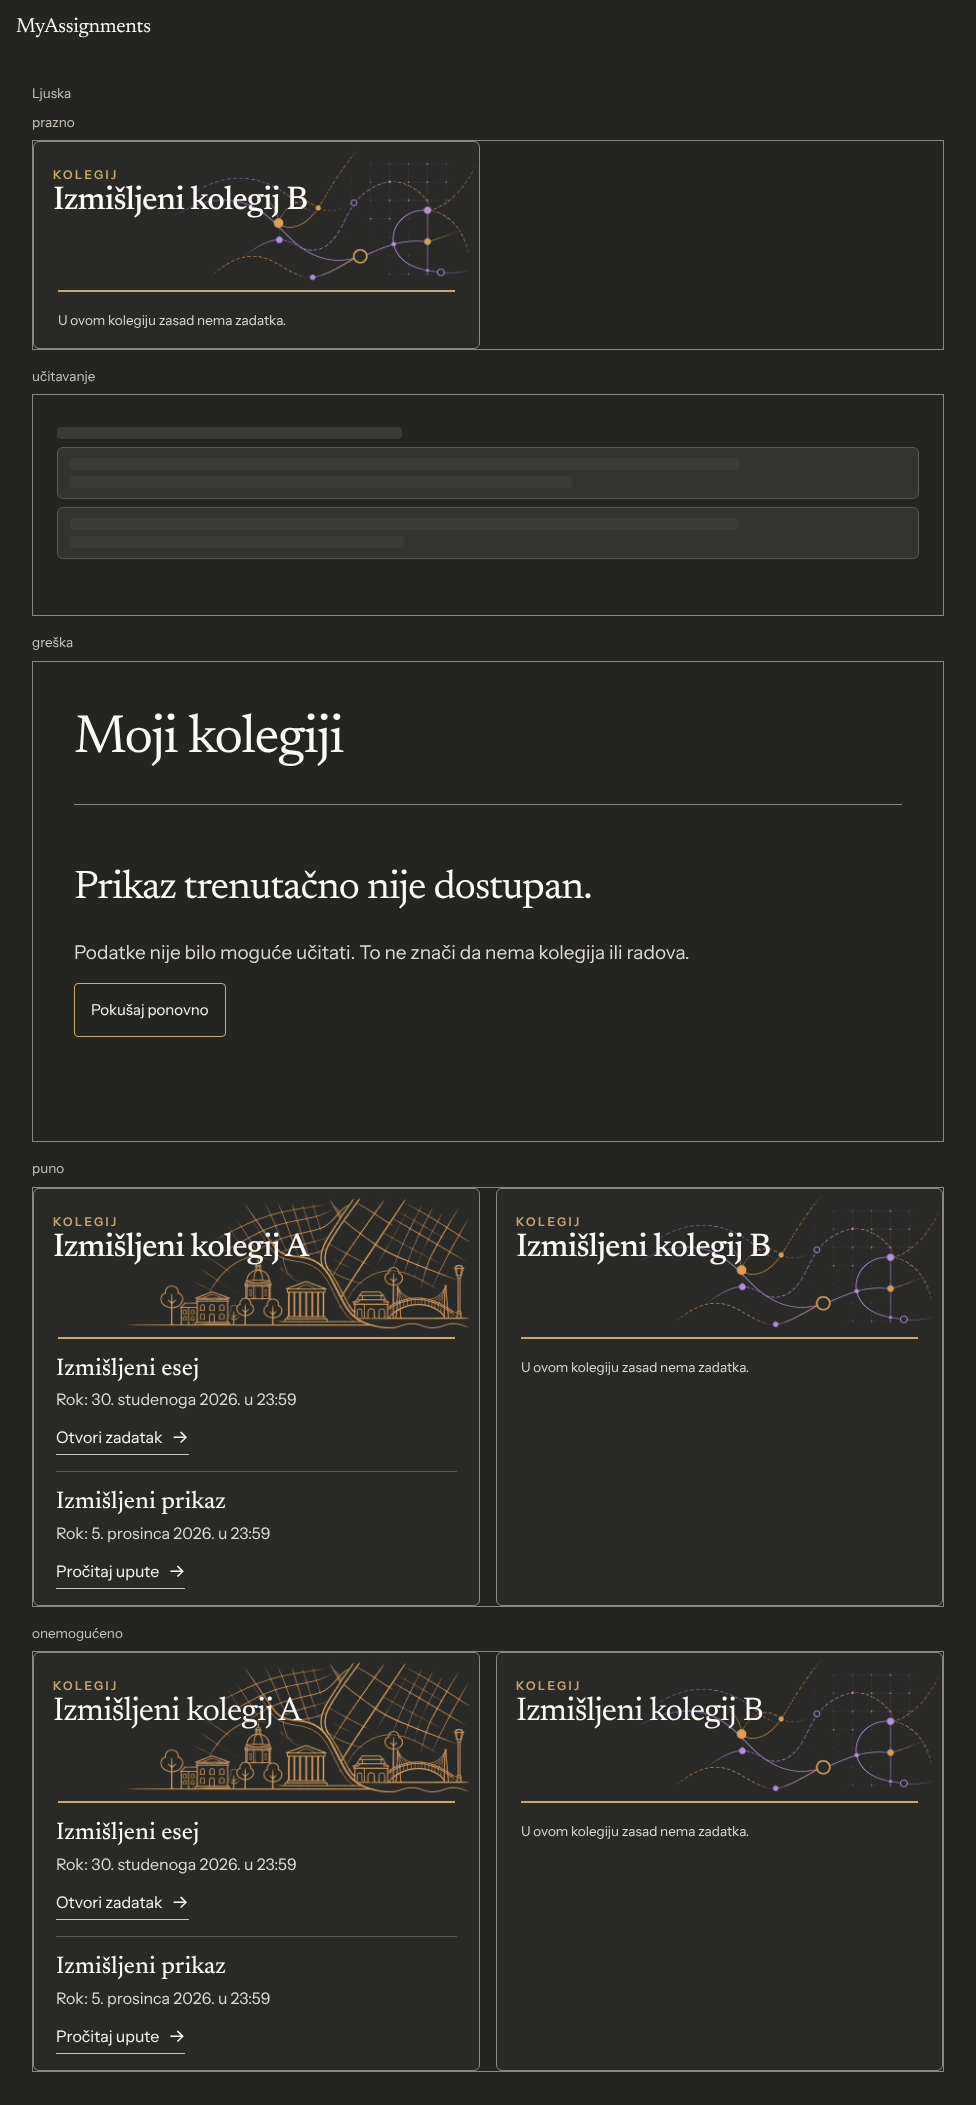 MyAssignments
Ljuska
prazno
KOLEGIJ
Izmišljeni kolegij B
U ovom kolegiju zasad nema zadatka.
učitavanje
greška
Moji kolegiji
Prikaz trenutačno nije dostupan.
Podatke nije bilo moguće učitati. To ne znači da nema kolegija ili radova.
Pokušaj ponovno
puno
KOLEGIJ
Izmišljeni kolegij A
Izmišljeni esej
Rok: 30. studenoga 2026. u 23:59
Otvori zadatak →
Izmišljeni prikaz
Rok: 5. prosinca 2026. u 23:59
Pročitaj upute →
KOLEGIJ
Izmišljeni kolegij B
U ovom kolegiju zasad nema zadatka.
onemogućeno
KOLEGIJ
Izmišljeni kolegij A
Izmišljeni esej
Rok: 30. studenoga 2026. u 23:59
Otvori zadatak →
Izmišljeni prikaz
Rok: 5. prosinca 2026. u 23:59
Pročitaj upute →
KOLEGIJ
Izmišljeni kolegij B
U ovom kolegiju zasad nema zadatka.